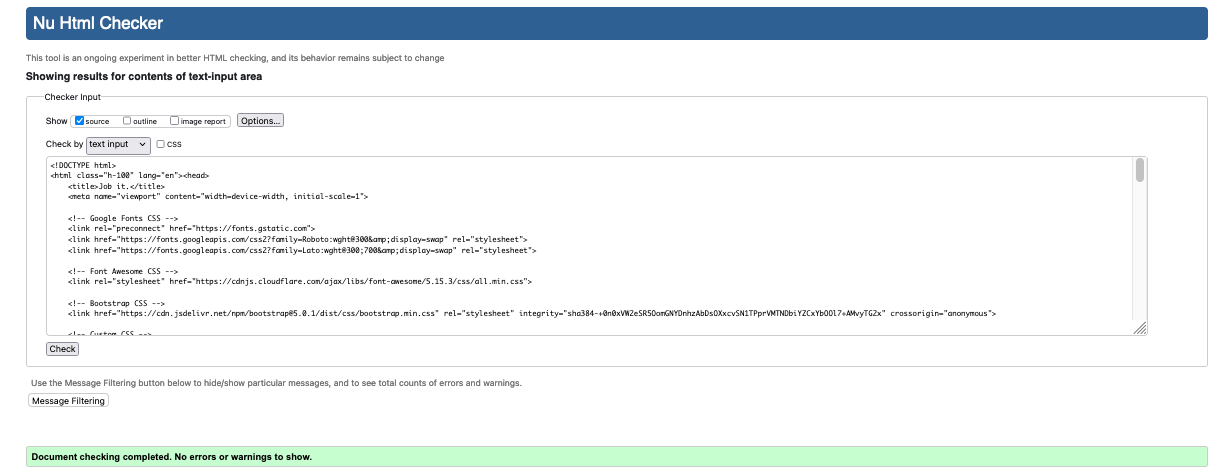 Nu Html Checker
This tool is an ongoing experiment in better HTML checking, and its behavior remains subject to change
Showing results for contents of text-input area
Checker Input
Show source outline image report Options...
Check by text input css
<!DOCTYPE html>
<html class="h-100" lang="en"><head>
<title>Job it.</title>
<meta name="viewport" content="width=device-width, initial-scale=1">
<!-- Google Fonts CSS -->
<link rel="preconnect" href="https://fonts.gstatic.com">
<link href="https://fonts.googleapis.com/css2?family=Roboto:wght@300&amp;display=swap" rel="stylesheet">
<link href="https://fonts.googleapis.com/css2?family=Lato:wght@300;700&amp;display=swap" rel="stylesheet">
<!-- Font Awesome CSS -->
<link rel="stylesheet" href="https://cdnjs.cloudflare.com/ajax/libs/font-awesome/5.15.3/css/all.min.css">
<!-- Bootstrap CSS -->
<link href="https://cdn.jsdelivr.net/npm/bootstrap@5.0.1/dist/css/bootstrap.min.css" rel="stylesheet" integrity="sha384-+0n0xVW2eSR5OomGNYDnhzAbDsOXxcvSN1TPprVMTNDbiYZCxYbOOl7+AMvyTG2x" crossorigin="anonymous">
<!-- Custom CSS -->
Check
Use the Message Filtering button below to hide/show particular messages, and to see total counts of errors and warnings.
Message Filtering
Document checking completed. No errors or warnings to show.